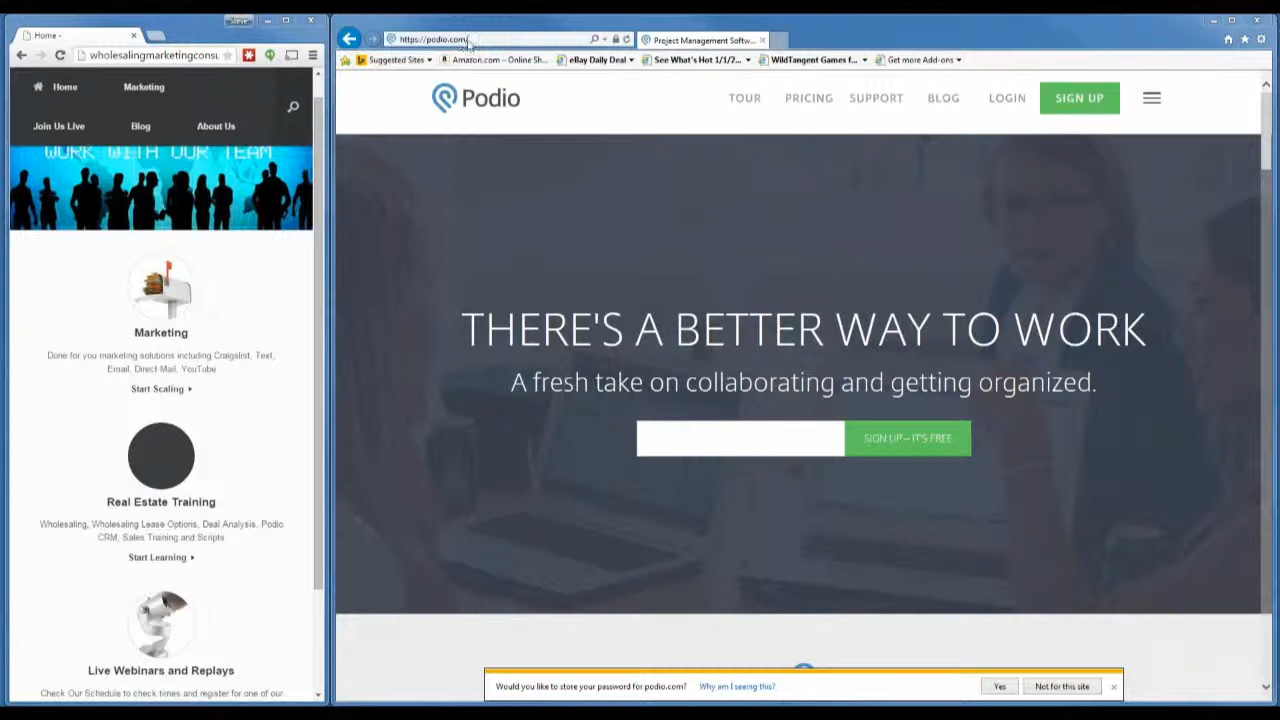 Steve
Home -
wholesalingmarketingconsu
Home
Marketing
Join Us Live
Blog
About Us
WORK WITH OUR TEAM
Marketing
Done for you marketing solutions including Craigslist, Text,
Email, Direct Mail, YouTube
Start Scaling
Real Estate Training
Wholesaling, Wholesaling Lease Options, Deal Analysis. Podio
CRM, Sales Training and Scripts
Start Learning
Live Webinars and Replays
Check Our Schedule to check times and register for one of our
https://podio.com/
Project Management Softw...
Suggested Sites
Amazon.com – Online Sh...
eBay Daily Deal
See What's Hot 1/1/2...
WildTangent Games f...
Get more Add-ons
Podio
TOUR
PRICING
SUPPORT
BLOG
LOGIN
SIGN UP
THERE'S A BETTER WAY TO WORK
A fresh take on collaborating and getting organized.
SIGN UP – IT'S FREE
Would you like to store your password for podio.com?
Why am I seeing this?
Yes
Not for this site